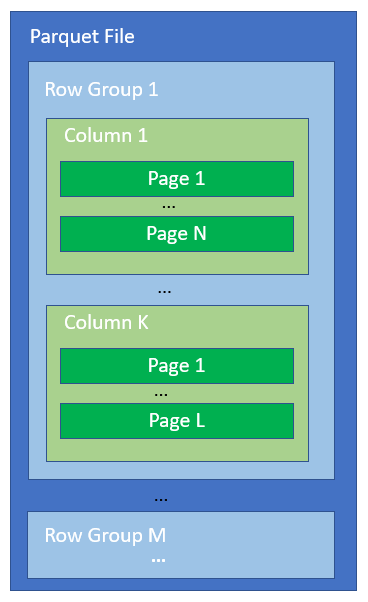 Parquet File
Row Group 1
Column 1
Page 1
...
Page N
...
Column K
Page 1
...
Page L
...
Row Group M
...